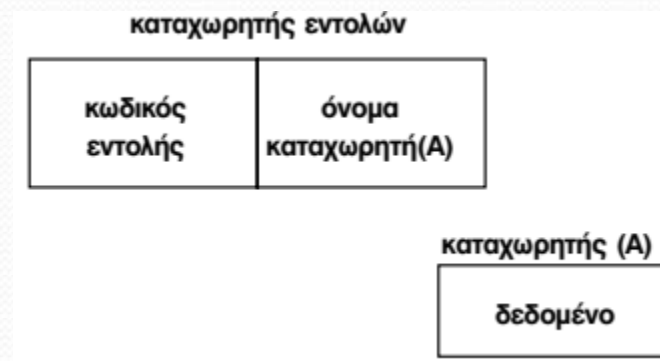 καταχωρητής εντολών
κωδικός
εντολής
όνομα
καταχωρητή(Α)
καταχωρητής (Α)
δεδομένο